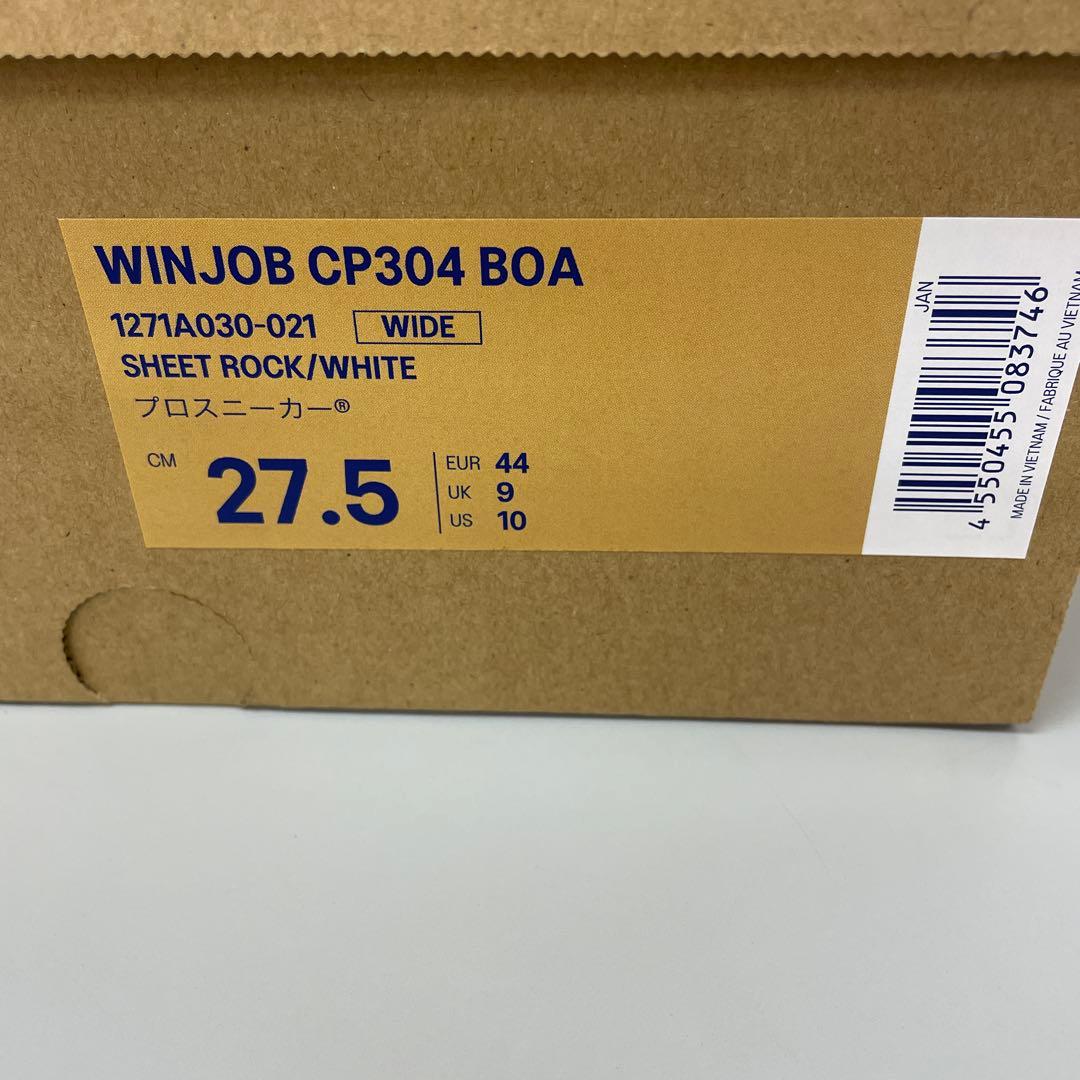 WINJOB CP304 BOA
1271A030-021 WIDE
SHEET ROCK/WHITE
プロスニーカー®
CM 27.5
EUR 44
UK 9
US 10
JAN
4 550455 083746
MADE IN VIETNAM / FABRIQUE AU VIETNAM